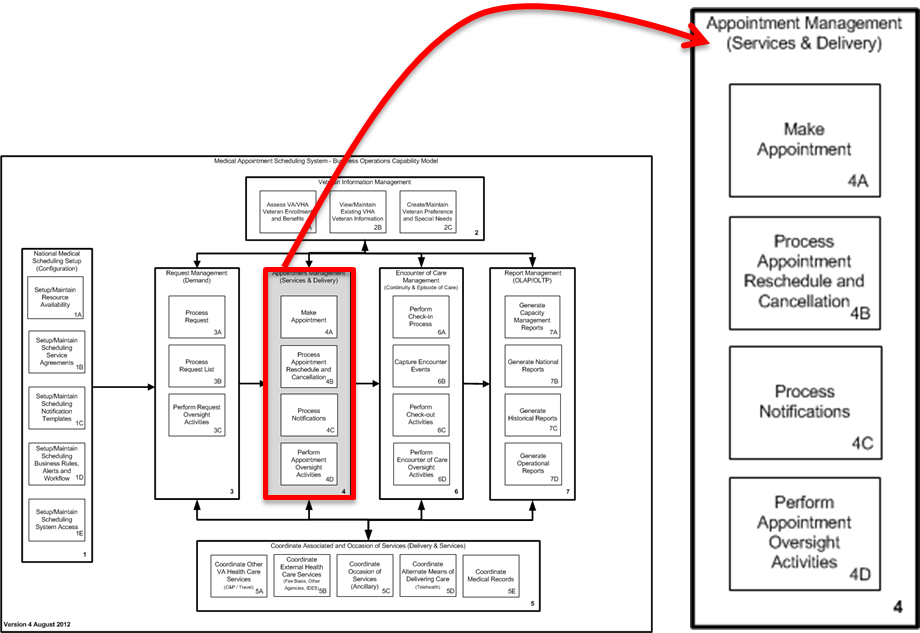 Medical Appointment Scheduling System - Business Operations Capability Model
Veteran Information Management
Assess VA/VHA
Veteran Enrollment
and Benefits
View/Maintain
Existing VHA
Veteran Information
2B
Create/Maintain
Veteran Preference
and Special Needs
2C
2
National Medical
Scheduling Setup
(Configuration)
Setup/Maintain
Resource
Availability
1A
Setup/Maintain
Scheduling
Service
Agreements
1B
Setup/Maintain
Scheduling
Notification
Templates
1C
Setup/Maintain
Scheduling
Business Rules,
Alerts and
Workflow
1D
Setup/Maintain
Scheduling
System Access
1E
1
Request Management
(Demand)
Process
Request
3A
Process
Request List
3B
Perform Request
Oversight
Activities
3C
3
Appointment Management
(Services & Delivery)
Make
Appointment
4A
Process
Appointment
Reschedule and
Cancellation
4B
Process
Notifications
4C
Perform
Appointment
Oversight
Activities
4D
4
Encounter of Care
Management
(Continuity & Episode of Care)
Perform
Check-in
Process
6A
Capture Encounter
Events
6B
Perform
Check-out
Activities
6C
Perform
Encounter of Care
Oversight
Activities
6D
6
Report Management
(OLAP/OLTP)
Generate
Capacity
Management
Reports
7A
Generate National
Reports
7B
Generate
Historical Reports
7C
Generate
Operational
Reports
7D
7
Coordinate Associated and Occasion of Services (Delivery & Services)
Coordinate Other
VA Health Care
Services
(C&P / Travel)
5A
Coordinate
External Health
Care Services
(Fee Basis, Other
Agencies, IDES)
5B
Coordinate
Occasion of
Services
(Ancillary)
5C
Coordinate
Alternate Means of
Delivering Care
(Telehealth)
5D
Coordinate
Medical Records
5E
5
Version 4 August 2012
Appointment Management
(Services & Delivery)
Make
Appointment
4A
Process
Appointment
Reschedule and
Cancellation
4B
Process
Notifications
4C
Perform
Appointment
Oversight
Activities
4D
4